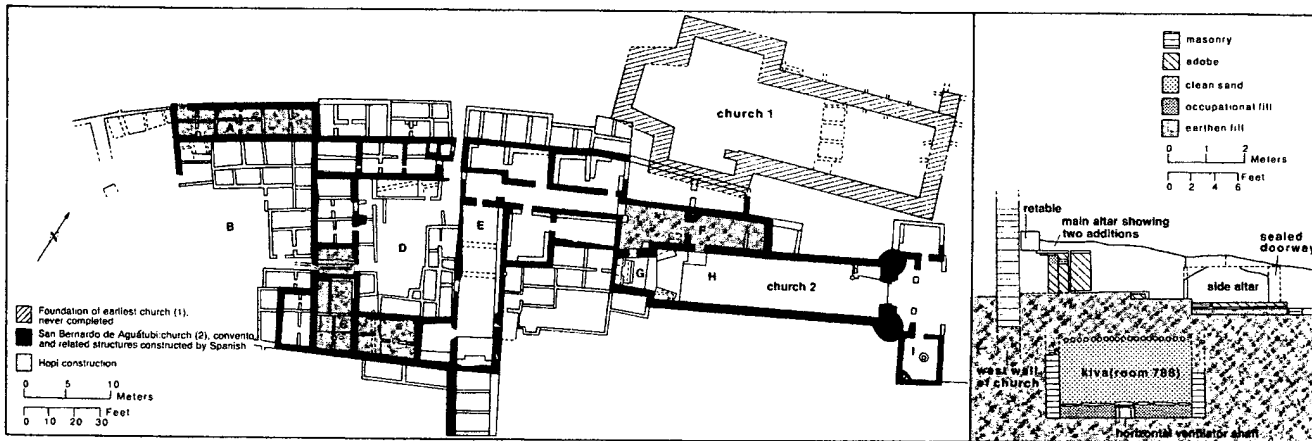 church 1
A
B
D
E
F
G
H
church 2
I
N
Foundation of earliest church (1),
never completed
San Bernardo de Aguátubi:church (2), convento
and related structures constructed by Spanish
Hopi construction
0 5 10
Meters
Feet
0 10 20 30
masonry
adobe
clean sand
occupational fill
earthen fill
0 1 2
Meters
Feet
0 2 4 6
retable
main altar showing
two additions
sealed
doorway
side altar
west wall
of church
kiva(room 788)
horizontal ventilator shaft